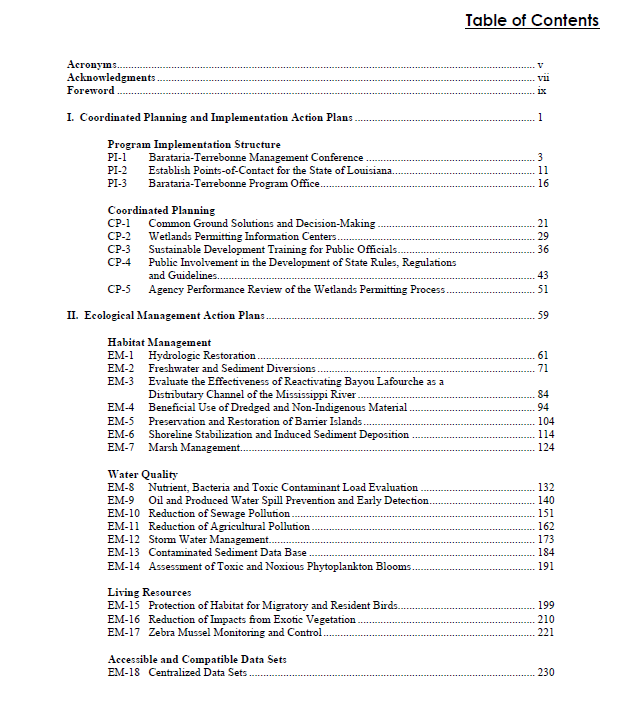 Table of Contents
Acronyms.......... v
Acknowledgments.......... vii
Foreword.......... ix
I. Coordinated Planning and Implementation Action Plans.......... 1
Program Implementation Structure
PI-1 Barataria-Terrebonne Management Conference.......... 3
PI-2 Establish Points-of-Contact for the State of Louisiana.......... 11
PI-3 Barataria-Terrebonne Program Office.......... 16
Coordinated Planning
CP-1 Common Ground Solutions and Decision-Making.......... 21
CP-2 Wetlands Permitting Information Centers.......... 29
CP-3 Sustainable Development Training for Public Officials.......... 36
CP-4 Public Involvement in the Development of State Rules, Regulations
and Guidelines.......... 43
CP-5 Agency Performance Review of the Wetlands Permitting Process.......... 51
II. Ecological Management Action Plans.......... 59
Habitat Management
EM-1 Hydrologic Restoration.......... 61
EM-2 Freshwater and Sediment Diversions.......... 71
EM-3 Evaluate the Effectiveness of Reactivating Bayou Lafourche as a
Distributary Channel of the Mississippi River.......... 84
EM-4 Beneficial Use of Dredged and Non-Indigenous Material.......... 94
EM-5 Preservation and Restoration of Barrier Islands.......... 104
EM-6 Shoreline Stabilization and Induced Sediment Deposition.......... 114
EM-7 Marsh Management.......... 124
Water Quality
EM-8 Nutrient, Bacteria and Toxic Contaminant Load Evaluation.......... 132
EM-9 Oil and Produced Water Spill Prevention and Early Detection.......... 140
EM-10 Reduction of Sewage Pollution.......... 151
EM-11 Reduction of Agricultural Pollution.......... 162
EM-12 Storm Water Management.......... 173
EM-13 Contaminated Sediment Data Base.......... 184
EM-14 Assessment of Toxic and Noxious Phytoplankton Blooms.......... 191
Living Resources
EM-15 Protection of Habitat for Migratory and Resident Birds.......... 199
EM-16 Reduction of Impacts from Exotic Vegetation.......... 210
EM-17 Zebra Mussel Monitoring and Control.......... 221
Accessible and Compatible Data Sets
EM-18 Centralized Data Sets.......... 230